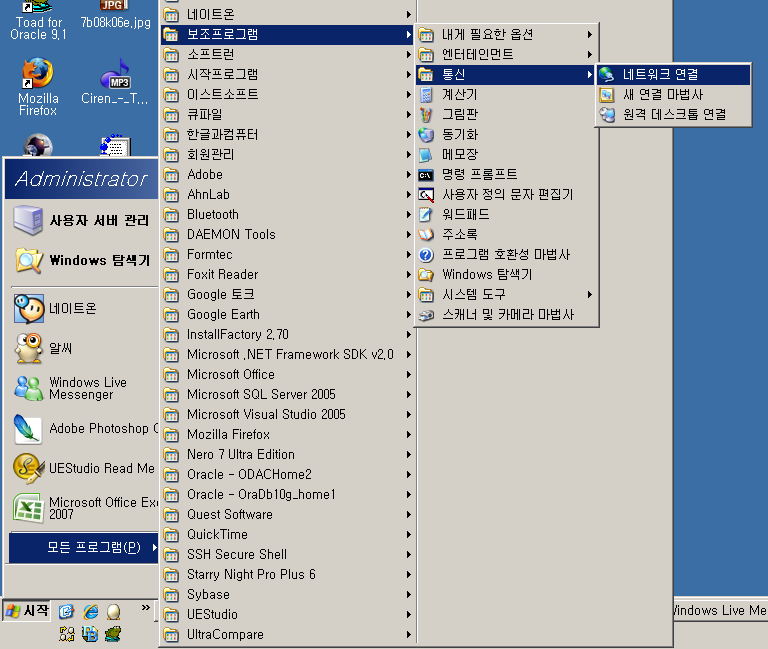 Toad for
Oracle 9.1
7b08k06e.jpg
Mozilla
Firefox
MP3
Ciren_-_T...
Administrator
사용자 서버 관리
Windows 탐색기
네이트온
알씨
Windows Live
Messenger
Adobe Photoshop C
UEStudio Read Me
Microsoft Office Exc
2007
모든 프로그램(P)
시작
»
네이트온
보조프로그램
소프트런
시작프로그램
이스트소프트
큐파일
한글과컴퓨터
회원관리
Adobe
AhnLab
Bluetooth
DAEMON Tools
Formtec
Foxit Reader
Google 토크
Google Earth
InstallFactory 2.70
Microsoft .NET Framework SDK v2.0
Microsoft Office
Microsoft SQL Server 2005
Microsoft Visual Studio 2005
Mozilla Firefox
Nero 7 Ultra Edition
Oracle - ODACHome2
Oracle - OraDb10g_home1
Quest Software
QuickTime
SSH Secure Shell
Starry Night Pro Plus 6
Sybase
UEStudio
UltraCompare
내게 필요한 옵션
엔터테인먼트
통신
계산기
그림판
동기화
메모장
명령 프롬프트
사용자 정의 문자 편집기
워드패드
주소록
프로그램 호환성 마법사
Windows 탐색기
시스템 도구
스캐너 및 카메라 마법사
네트워크 연결
새 연결 마법사
원격 데스크톱 연결
Windows Live Me